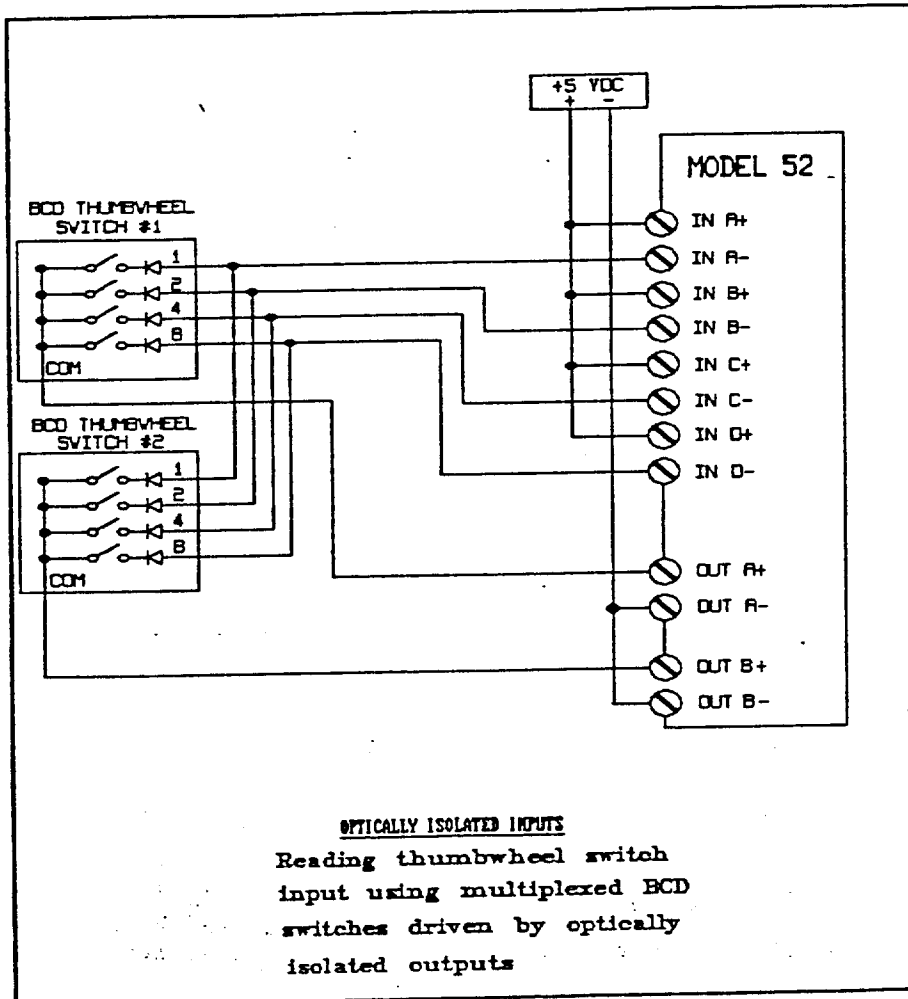 +5 VDC
+ -
MODEL 52
BCD THUMBWHEEL
SWITCH #1
1
2
4
8
COM
BCD THUMBWHEEL
SWITCH #2
1
2
4
8
COM
IN A+
IN A-
IN B+
IN B-
IN C+
IN C-
IN D+
IN D-
OUT A+
OUT A-
OUT B+
OUT B-
OPTICALLY ISOLATED INPUTS
Reading thumbwheel switch
input using multiplexed BCD
switches driven by optically
isolated outputs